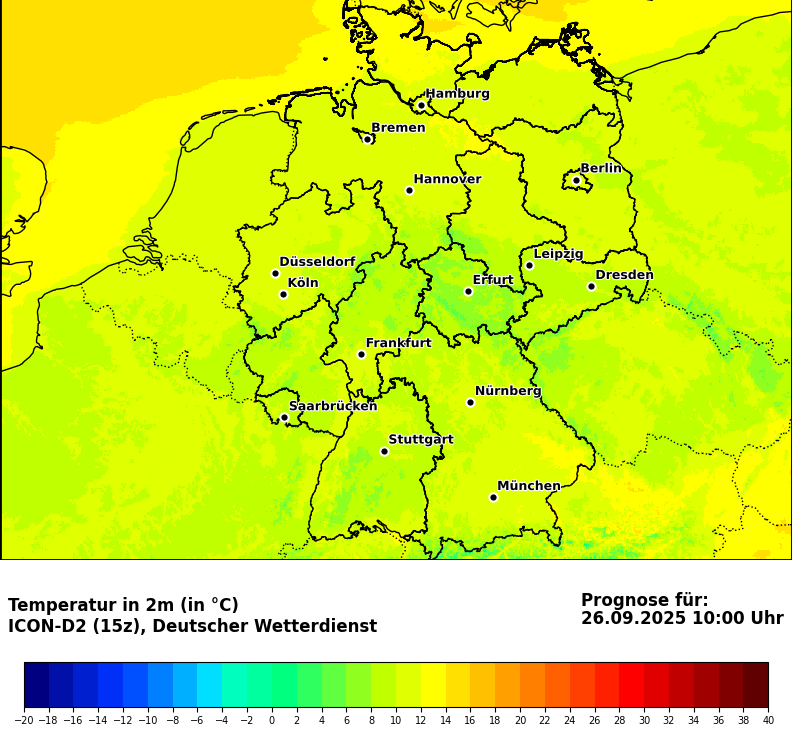 Hamburg
Bremen
Berlin
Hannover
Leipzig
Düsseldorf
Dresden
Köln
Erfurt
Frankfurt
Nürnberg
Saarbrücken
Stuttgart
München
Temperatur in 2m (in °C)
ICON-D2 (15z), Deutscher Wetterdienst
Prognose für:
26.09.2025 10:00 Uhr
−20 −18 −16 −14 −12 −10 −8 −6 −4 −2 0 2 4 6 8 10 12 14 16 18 20 22 24 26 28 30 32 34 36 38 40